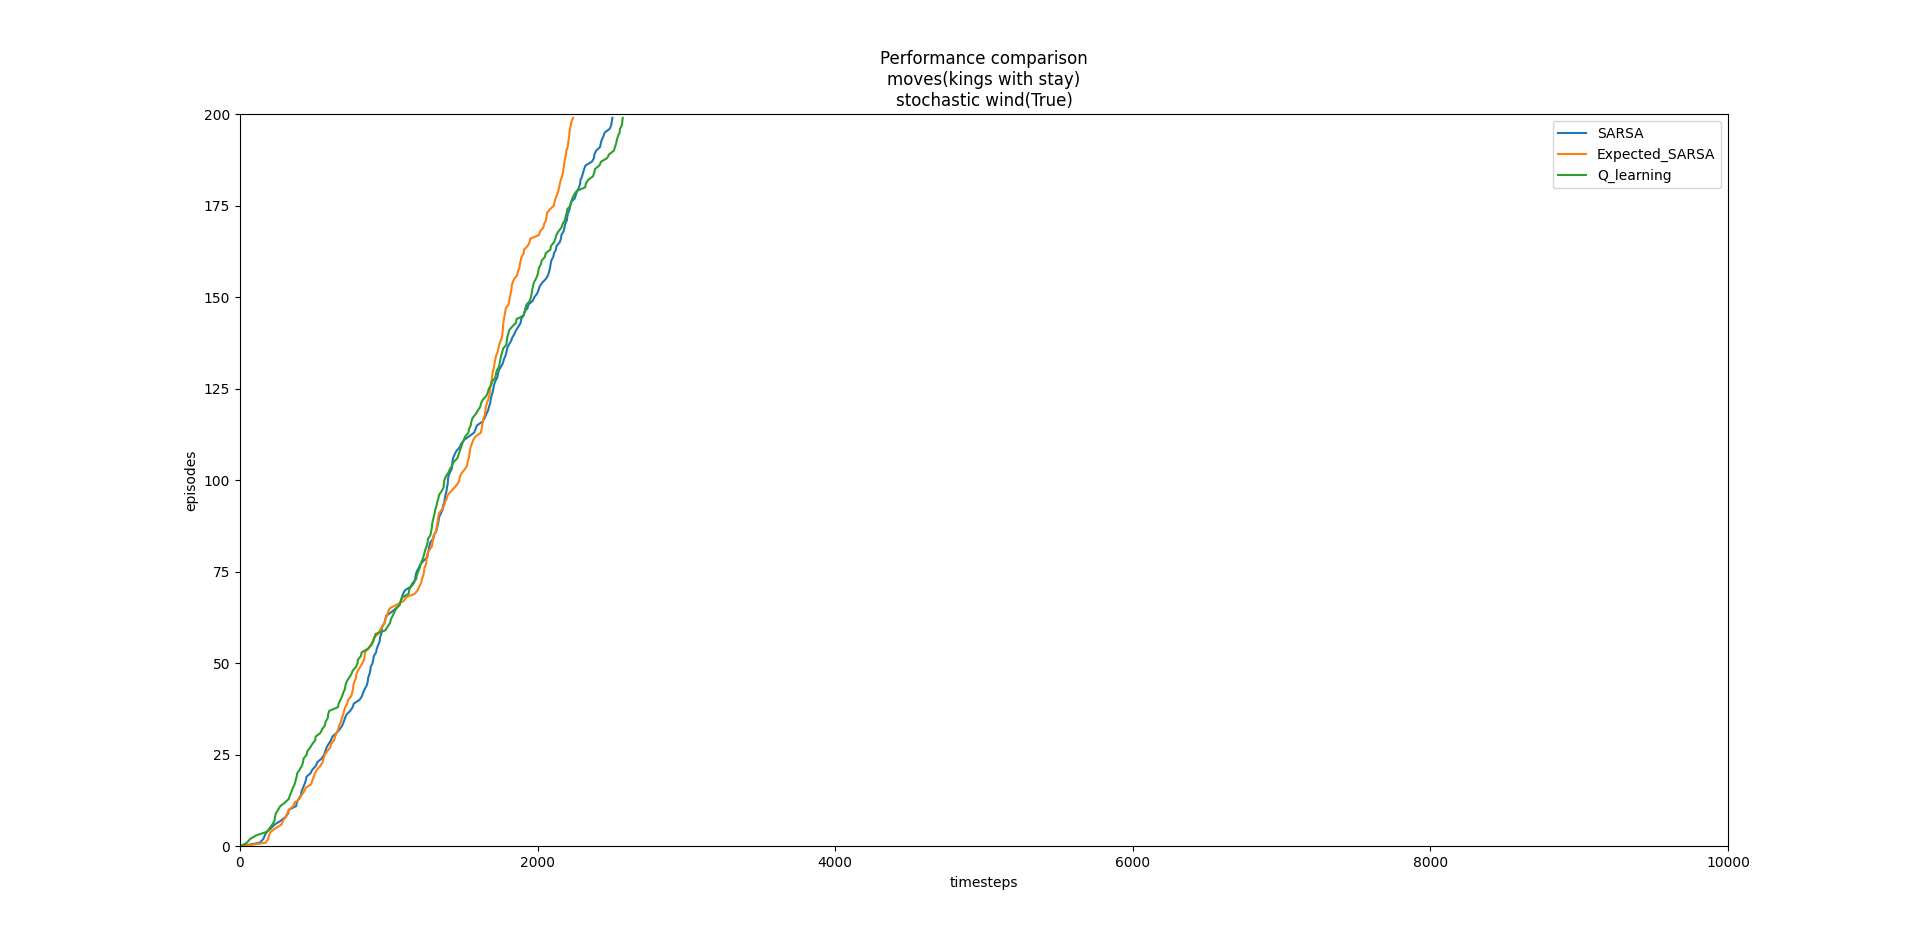 Performance comparison
moves(kings with stay)
stochastic wind(True)
200
175
150
125
100
75
50
25
0
episodes
SARSA
Expected_SARSA
Q_learning
0 2000 4000 6000 8000 10000
timesteps